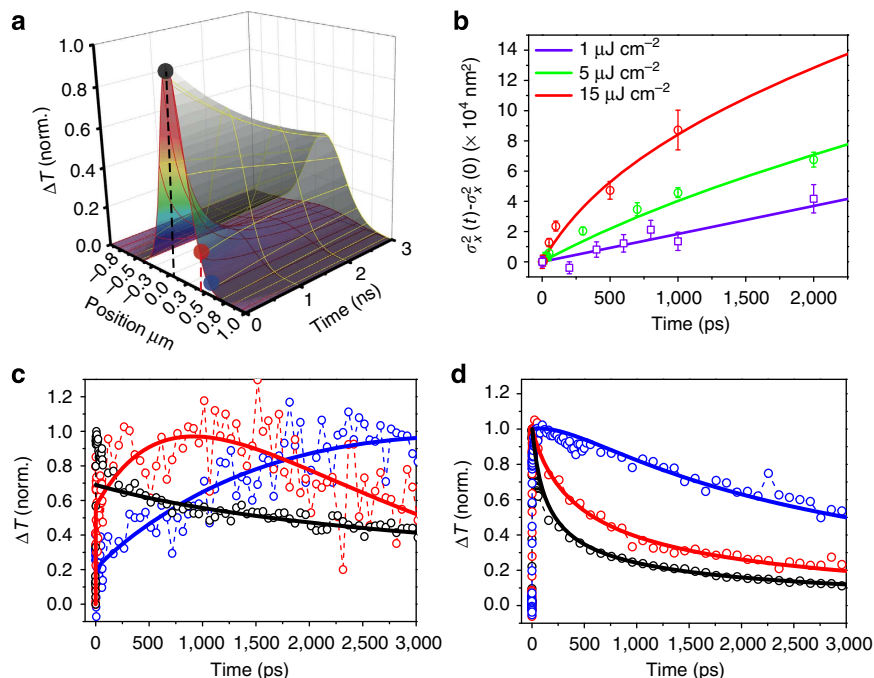 a
ΔT (norm.)
1.0
0.8
0.6
0.4
0.2
0.0
–0.8
–0.5
–0.3
0.0
0.3
0.5
0.8
1.0
Position μm
0
1
2
3
Time (ns)
b
σ²ₓ (t)-σ²ₓ (0) (× 10⁴ nm²)
14
12
10
8
6
4
2
0
1 μJ cm⁻²
5 μJ cm⁻²
15 μJ cm⁻²
0 500 1,000 1,500 2,000
Time (ps)
c
ΔT (norm.)
1.2
1.0
0.8
0.6
0.4
0.2
0.0
0 500 1,000 1,500 2,000 2,500 3,000
Time (ps)
d
ΔT (norm.)
1.2
1.0
0.8
0.6
0.4
0.2
0.0
0 500 1,000 1,500 2,000 2,500 3,000
Time (ps)